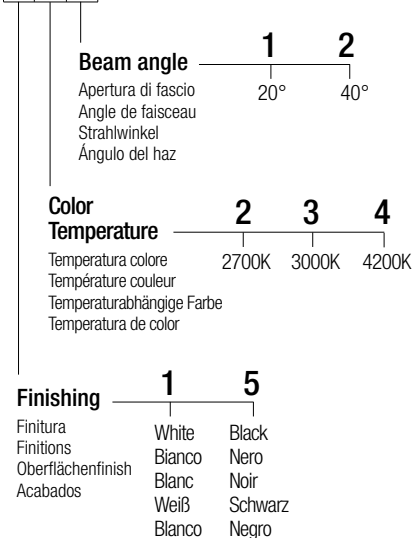 Beam angle
1 2
Apertura di fascio
Angle de faisceau
Strahlwinkel
Ángulo del haz
20° 40°
Color
Temperature
2 3 4
Temperatura colore
Température couleur
Temperaturabhängige Farbe
Temperatura de color
2700K 3000K 4200K
Finishing
1 5
Finitura
Finitions
Oberflächenfinish
Acabados
White Black
Bianco Nero
Blanc Noir
Weiß Schwarz
Blanco Negro